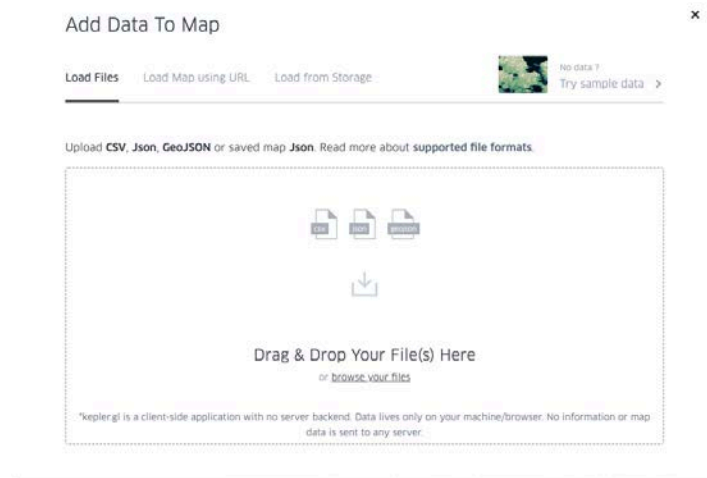 Add Data To Map
×
Load Files
Load Map using URL
Load from Storage
No data ?
Try sample data >
Upload CSV, Json, GeoJSON or saved map Json. Read more about supported file formats.
csv
json
geojson
Drag & Drop Your File(s) Here
or browse your files
*kepler.gl is a client-side application with no server backend. Data lives only on your machine/browser. No information or map
data is sent to any server.